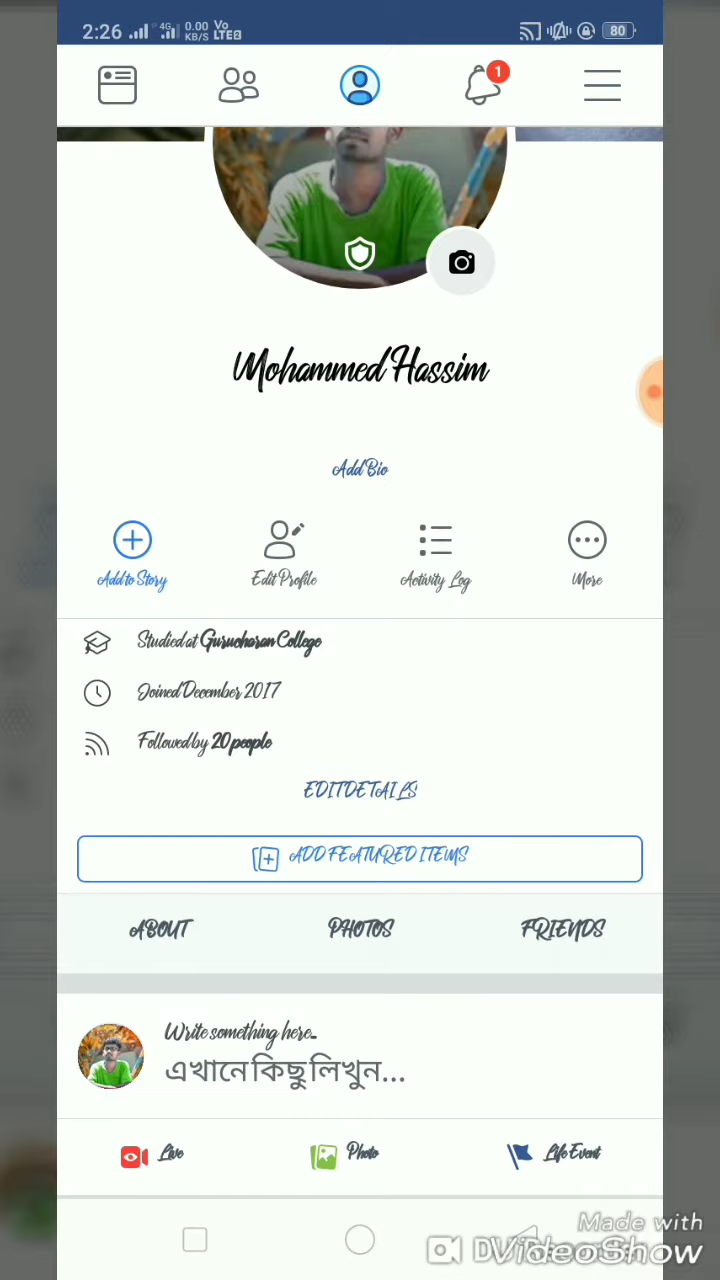 2:26 4G 0.00 KB/S Vo LTE2 80
1
Mohammed Hassim
Add Bio
Add to Story Edit Profile Activity Log More
Studied at Gurucharan College
Joined December 2017
Followed by 20 people
EDIT DETAILS
ADD FEATURED ITEMS
ABOUT PHOTOS FRIENDS
Write something here...
এখানে কিছু লিখুন...
Live Photo Life Event
Made with
VideoShow